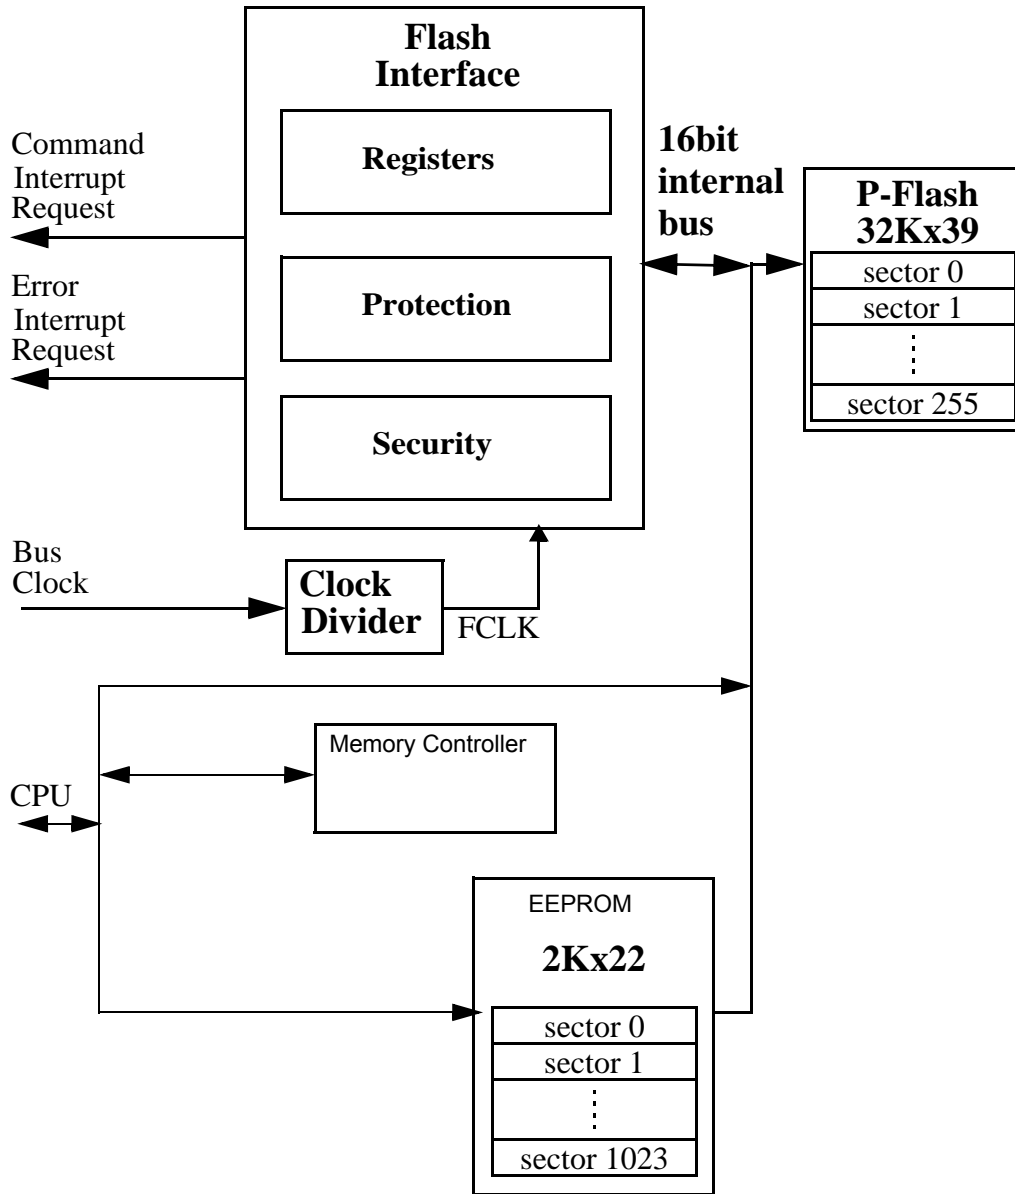 Flash
Interface
Registers
Protection
Security
Command
Interrupt
Request
Error
Interrupt
Request
16bit
internal
bus
P-Flash
32Kx39
sector 0
sector 1
sector 255
Bus
Clock
Clock
Divider
FCLK
Memory Controller
CPU
EEPROM
2Kx22
sector 0
sector 1
sector 1023